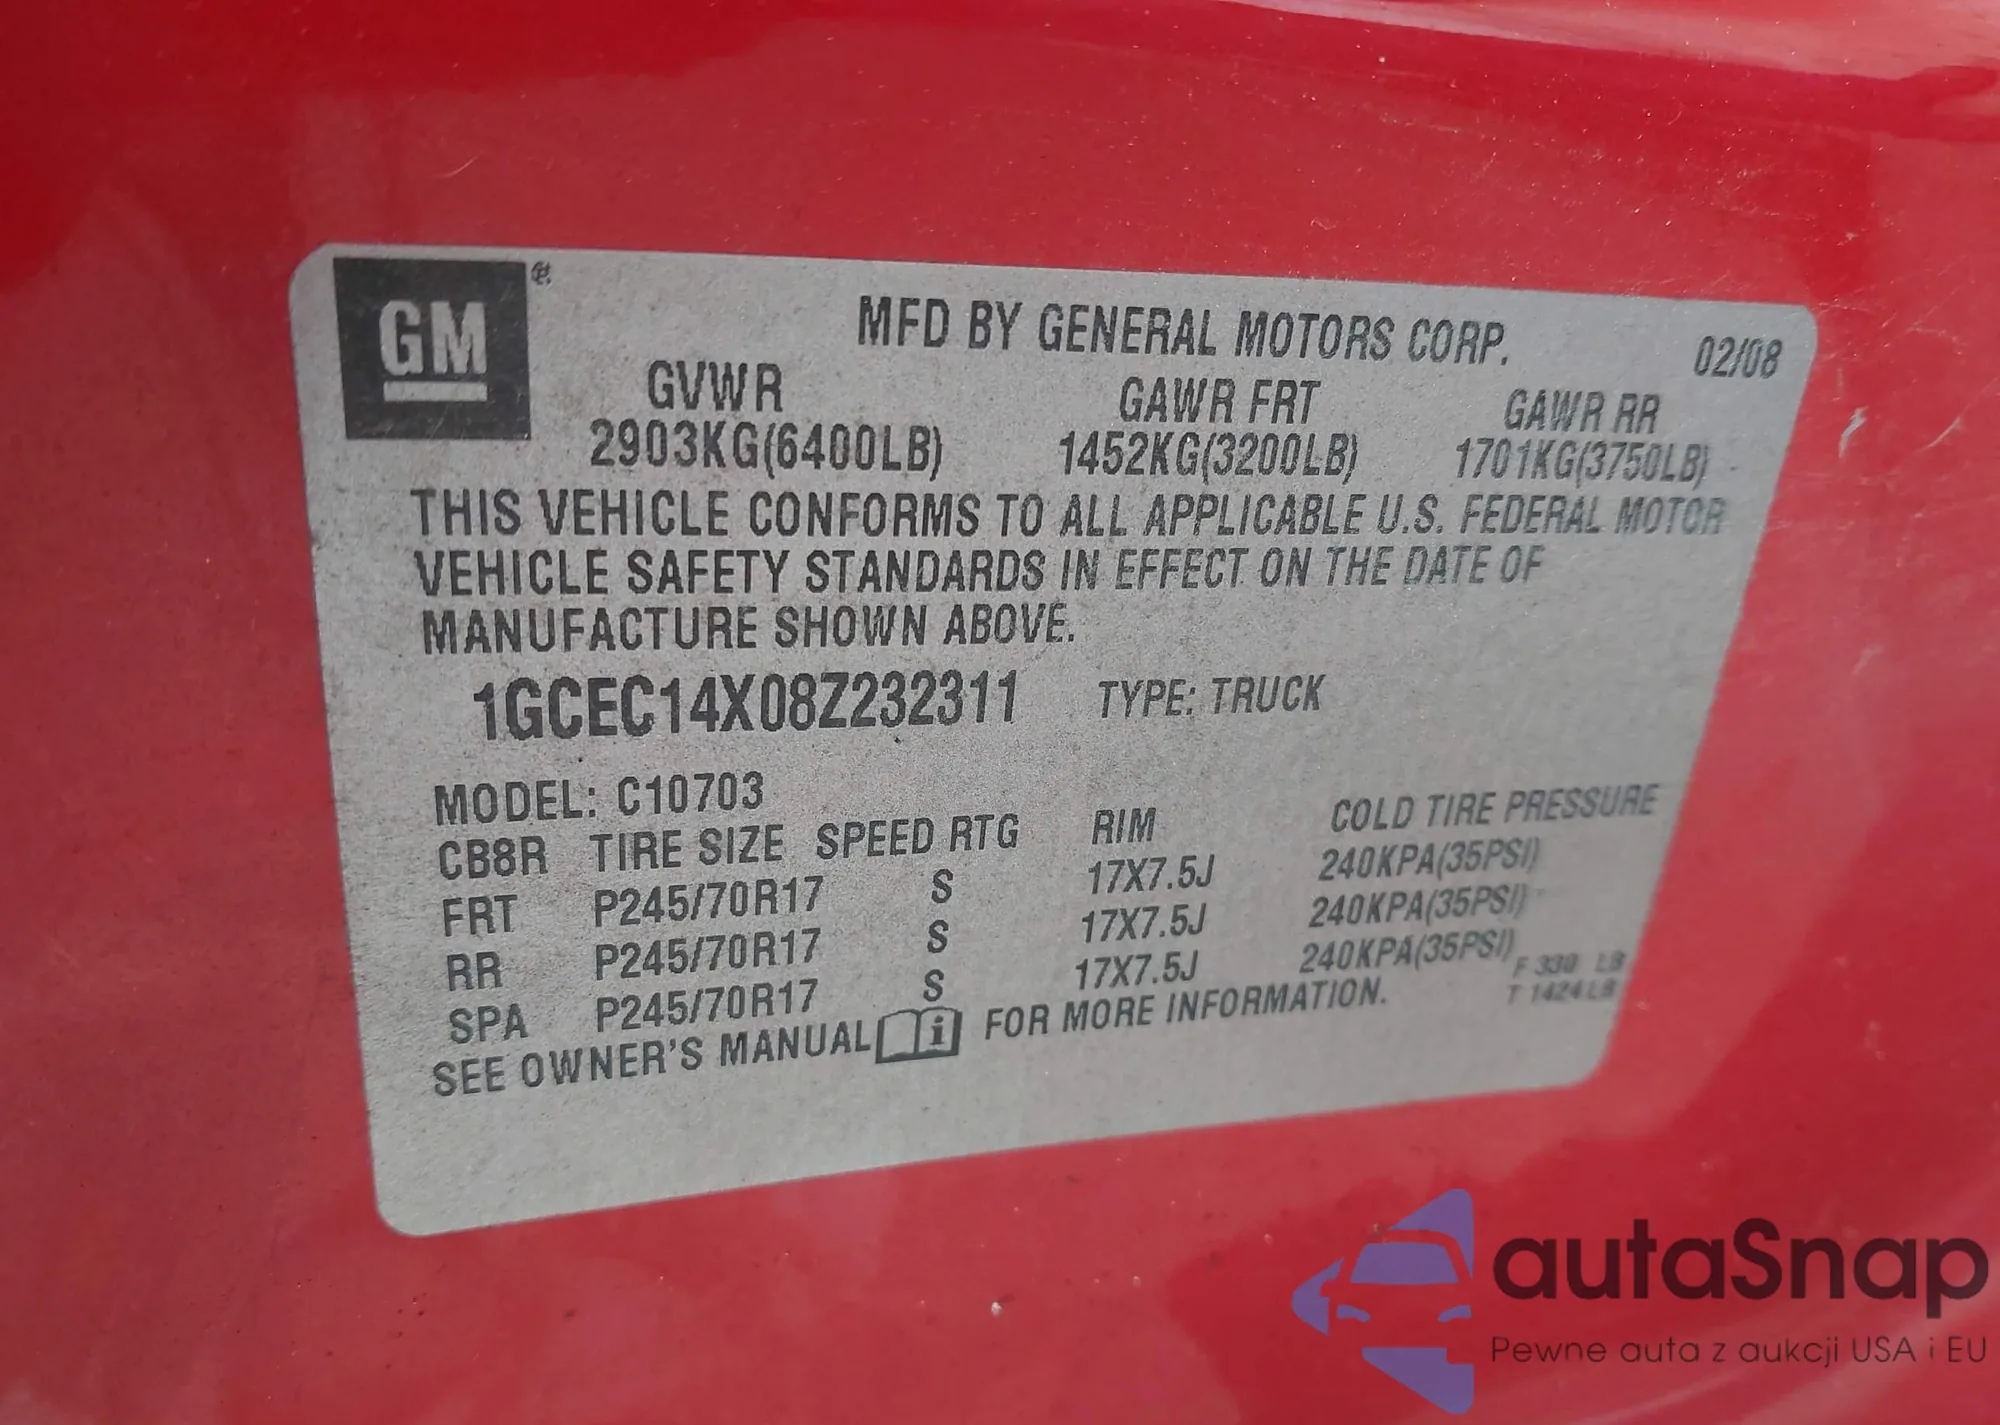 GM ®
MFD BY GENERAL MOTORS CORP.
02/08
GVWR GAWR FRT GAWR RR
2903KG(6400LB) 1452KG(3200LB) 1701KG(3750LB)
THIS VEHICLE CONFORMS TO ALL APPLICABLE U.S. FEDERAL MOTOR
VEHICLE SAFETY STANDARDS IN EFFECT ON THE DATE OF
MANUFACTURE SHOWN ABOVE.
1GCEC14X08Z232311 TYPE: TRUCK
MODEL: C10703
CB8R TIRE SIZE SPEED RTG RIM COLD TIRE PRESSURE
FRT P245/70R17 S 17X7.5J 240KPA(35PSI)
RR P245/70R17 S 17X7.5J 240KPA(35PSI)
SPA P245/70R17 S 17X7.5J 240KPA(35PSI)
F 330 LB
T 1424LB
SEE OWNER'S MANUAL i FOR MORE INFORMATION.
autaSnap
Pewne auta z aukcji USA i EU